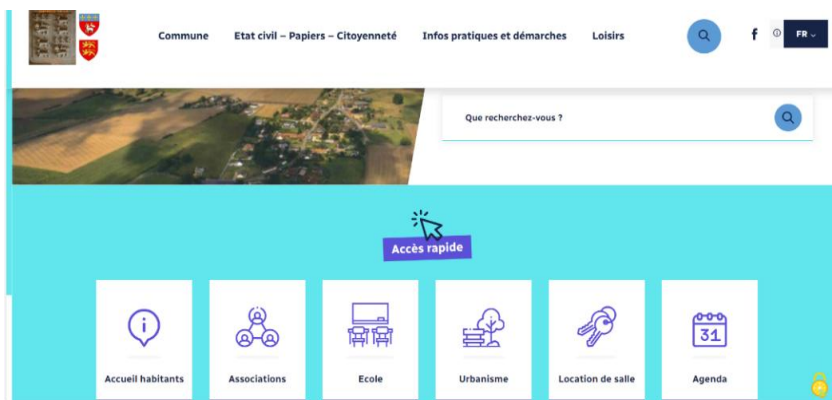 Commune Etat civil – Papiers – Citoyenneté Infos pratiques et démarches Loisirs FR
Que recherchez-vous ?
Accès rapide
31
Accueil habitants Associations Ecole Urbanisme Location de salle Agenda